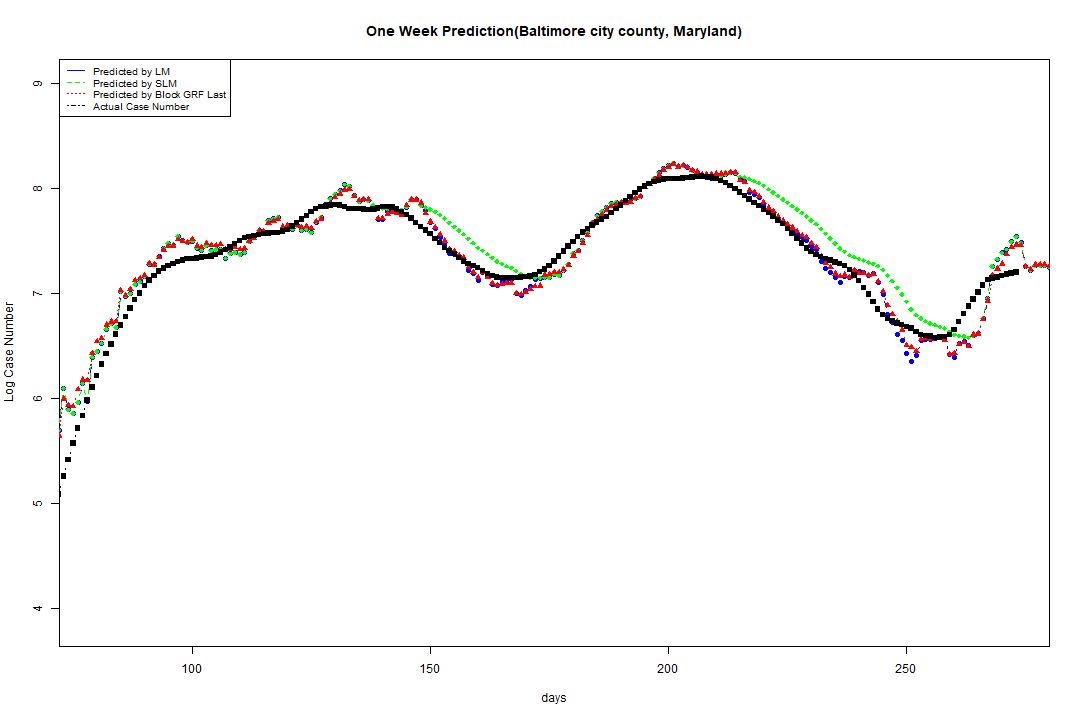 One Week Prediction(Baltimore city county, Maryland)
Predicted by LM
Predicted by SLM
Predicted by Block GRF Last
Actual Case Number
9
8
7
6
5
4
Log Case Number
100 150 200 250
days